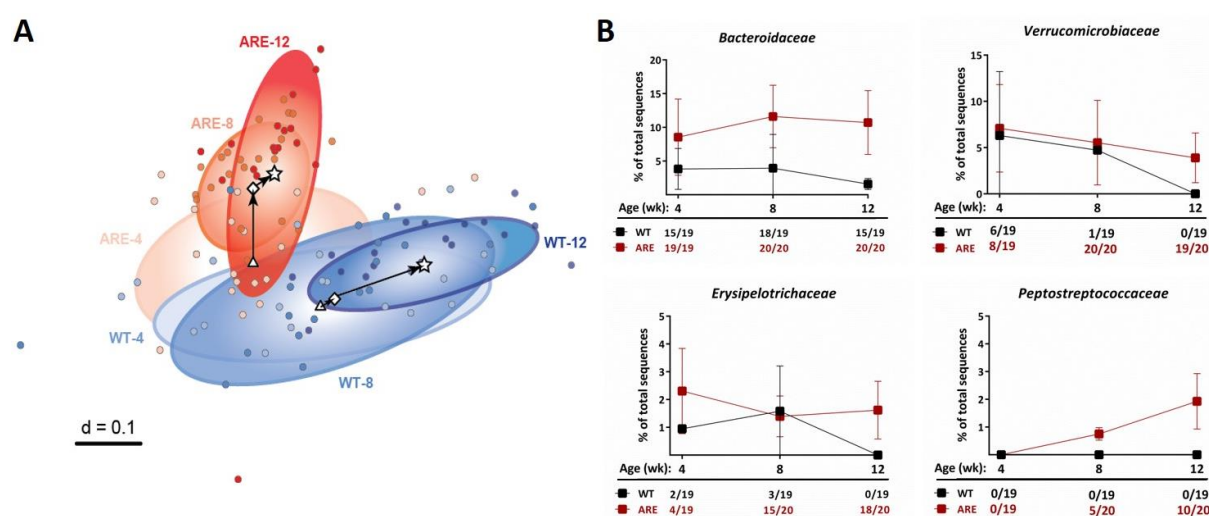 A
ARE-12
ARE-8
ARE-4
WT-12
WT-4
WT-8
d = 0.1
B
Bacteroidaceae
% of total sequences
20
15
10
5
Age (wk): 4 8 12
WT 15/19 18/19 15/19
ARE 19/19 20/20 20/20
Verrucomicrobiaceae
% of total sequences
15
10
5
0
Age (wk): 4 8 12
WT 6/19 1/19 0/19
ARE 8/19 20/20 19/20
Erysipelotrichaceae
% of total sequences
5
4
3
2
1
Age (wk): 4 8 12
WT 2/19 3/19 0/19
ARE 4/19 15/20 18/20
Peptostreptococcaceae
% of total sequences
5
4
3
2
1
Age (wk): 4 8 12
WT 0/19 0/19 0/19
ARE 0/19 5/20 10/20